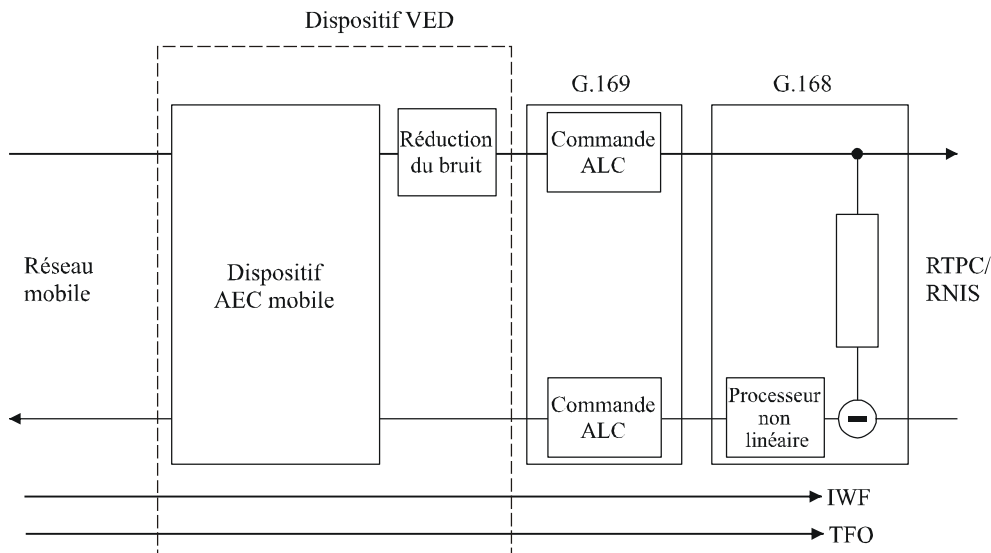 Dispositif VED
G.169
G.168
Réduction
du bruit
Commande
ALC
Réseau
mobile
Dispositif
AEC mobile
RTPC/
RNIS
Commande
ALC
Processeur
non
linéaire
IWF
TFO